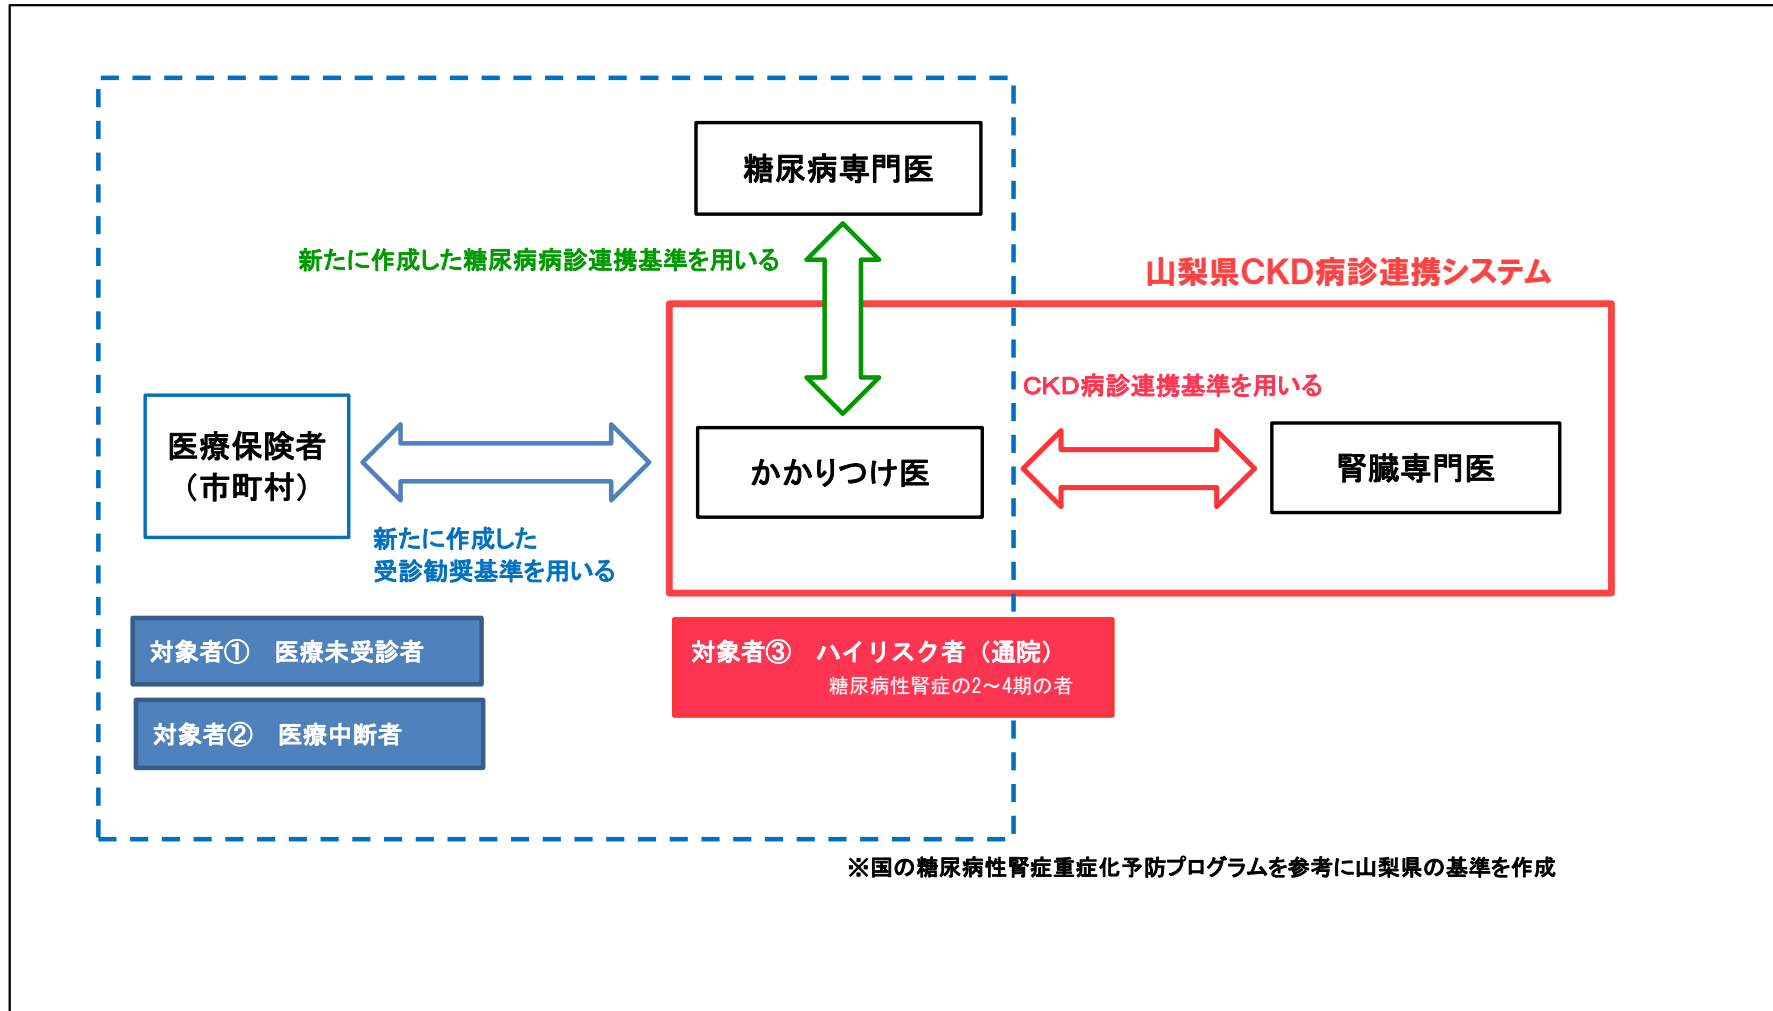 糖尿病専門医
新たに作成した糖尿病病診連携基準を用いる
山梨県CKD病診連携システム
CKD病診連携基準を用いる
医療保険者
（市町村）
かかりつけ医
腎臓専門医
新たに作成した
受診勧奨基準を用いる
対象者①　医療未受診者
対象者②　医療中断者
対象者③　ハイリスク者（通院）
糖尿病性腎症の2～4期の者
※国の糖尿病性腎症重症化予防プログラムを参考に山梨県の基準を作成